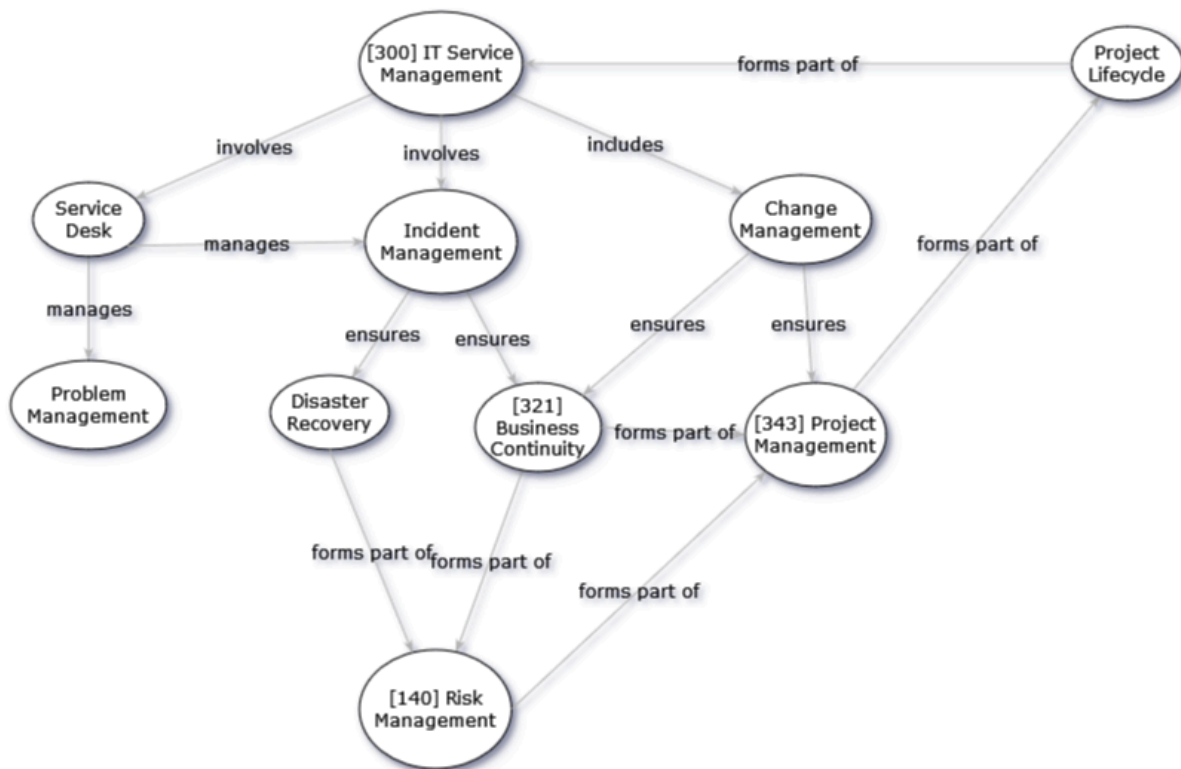 [300] IT Service
Management
forms part of
Project
Lifecycle
involves
involves
includes
Service
Desk
manages
Incident
Management
Change
Management
forms part of
manages
ensures
ensures
ensures
ensures
Problem
Management
Disaster
Recovery
[321]
Business
Continuity
forms part of
[343] Project
Management
forms part of
forms part of
forms part of
[140] Risk
Management